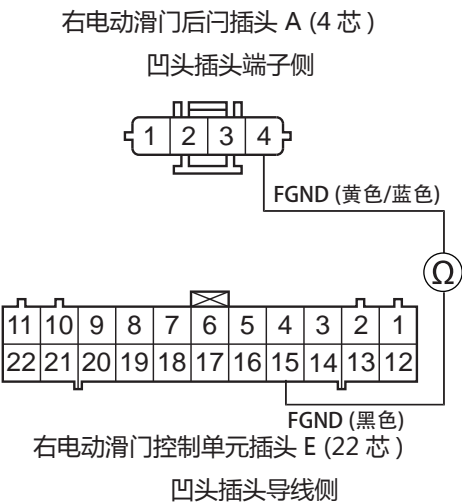 右电动滑门后闩插头 A (4 芯 )
凹头插头端子侧
1 2 3 4
FGND (黄色/蓝色)
Ω
11 10 9 8 7 6 5 4 3 2 1
22 21 20 19 18 17 16 15 14 13 12
FGND (黑色)
右电动滑门控制单元插头 E (22 芯 )
凹头插头导线侧